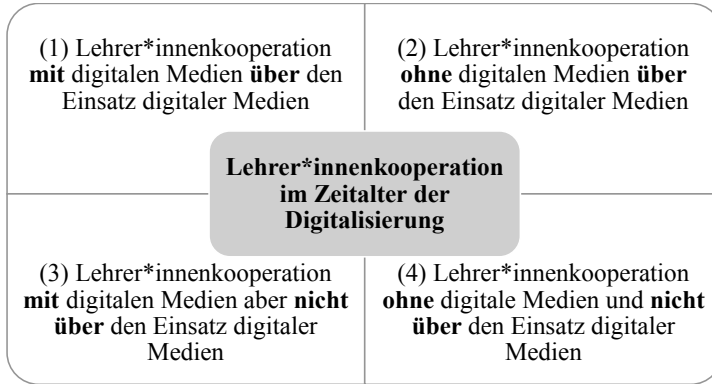 (1) Lehrer*innenkooperation
mit digitalen Medien über den
Einsatz digitaler Medien
(2) Lehrer*innenkooperation
ohne digitalen Medien über
den Einsatz digitaler Medien
Lehrer*innenkooperation
im Zeitalter der
Digitalisierung
(3) Lehrer*innenkooperation
mit digitalen Medien aber nicht
über den Einsatz digitaler
Medien
(4) Lehrer*innenkooperation
ohne digitale Medien und nicht
über den Einsatz digitaler
Medien